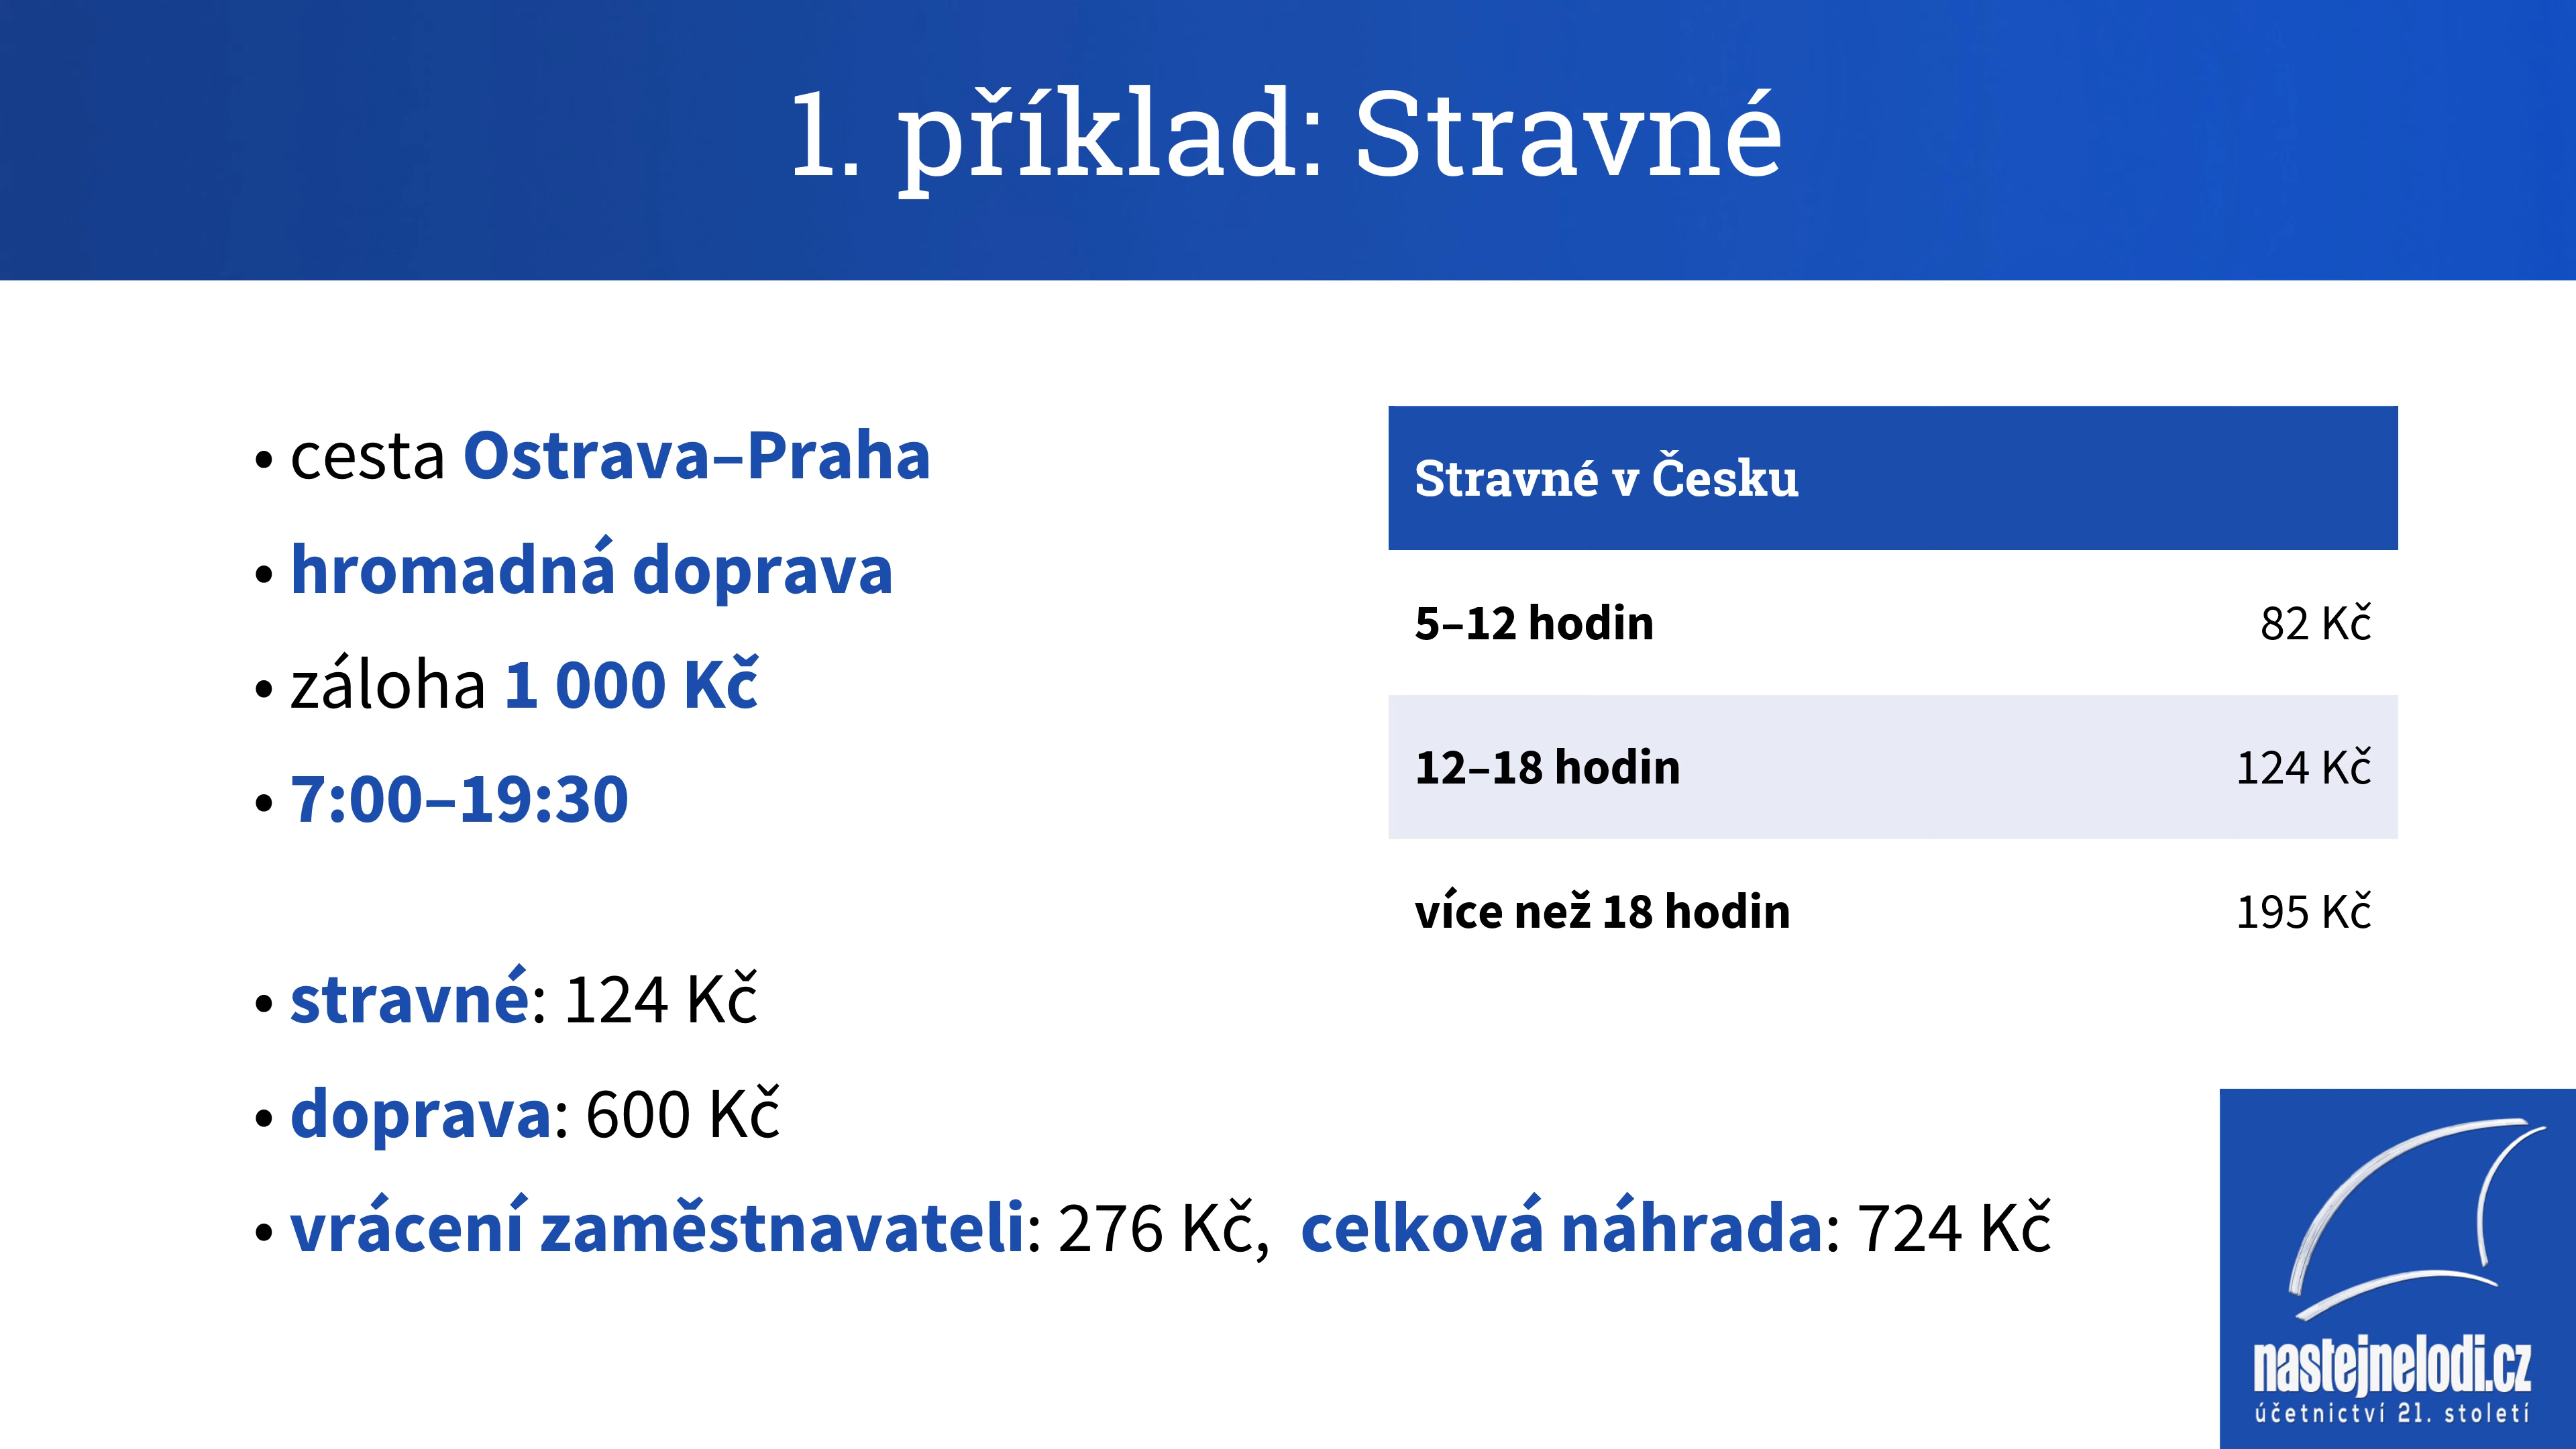 1. příklad: Stravné
• cesta Ostrava–Praha
• hromadná doprava
• záloha 1 000 Kč
• 7:00–19:30
• stravné: 124 Kč
• doprava: 600 Kč
• vrácení zaměstnavateli: 276 Kč, celková náhrada: 724 Kč
Stravné v Česku
5–12 hodin 82 Kč
12–18 hodin 124 Kč
více než 18 hodin 195 Kč
nastejnelodi.cz
účetnictví 21. století